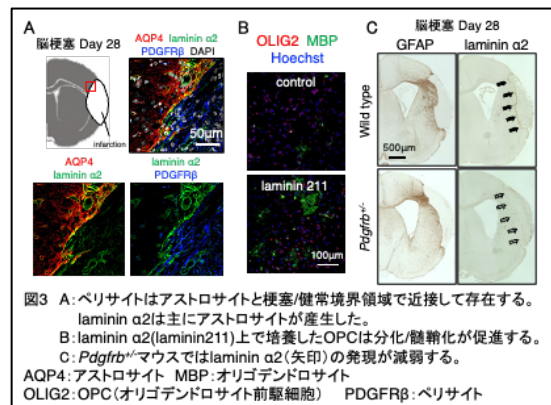 A
脳梗塞 Day 28
infarction
AQP4 laminin α2
PDGFRβ DAPI
50μm
AQP4
laminin α2
laminin α2
PDGFRβ
B
OLIG2 MBP
Hoechst
control
laminin 211
100μm
C
脳梗塞 Day 28
GFAP laminin α2
Wild type
500μm
Pdgfrb+/-
図3 A:ペリサイトはアストロサイトと梗塞/健常境界領域で近接して存在する。
laminin α2は主にアストロサイトが産生した。
B:laminin α2(laminin211)上で培養したOPCは分化/髄鞘化が促進する。
C:Pdgfrb+/-マウスではlaminin α2(矢印)の発現が減弱する。
AQP4:アストロサイト MBP:オリゴデンドロサイト
OLIG2:OPC(オリゴデンドロサイト前駆細胞) PDGFRβ:ペリサイト